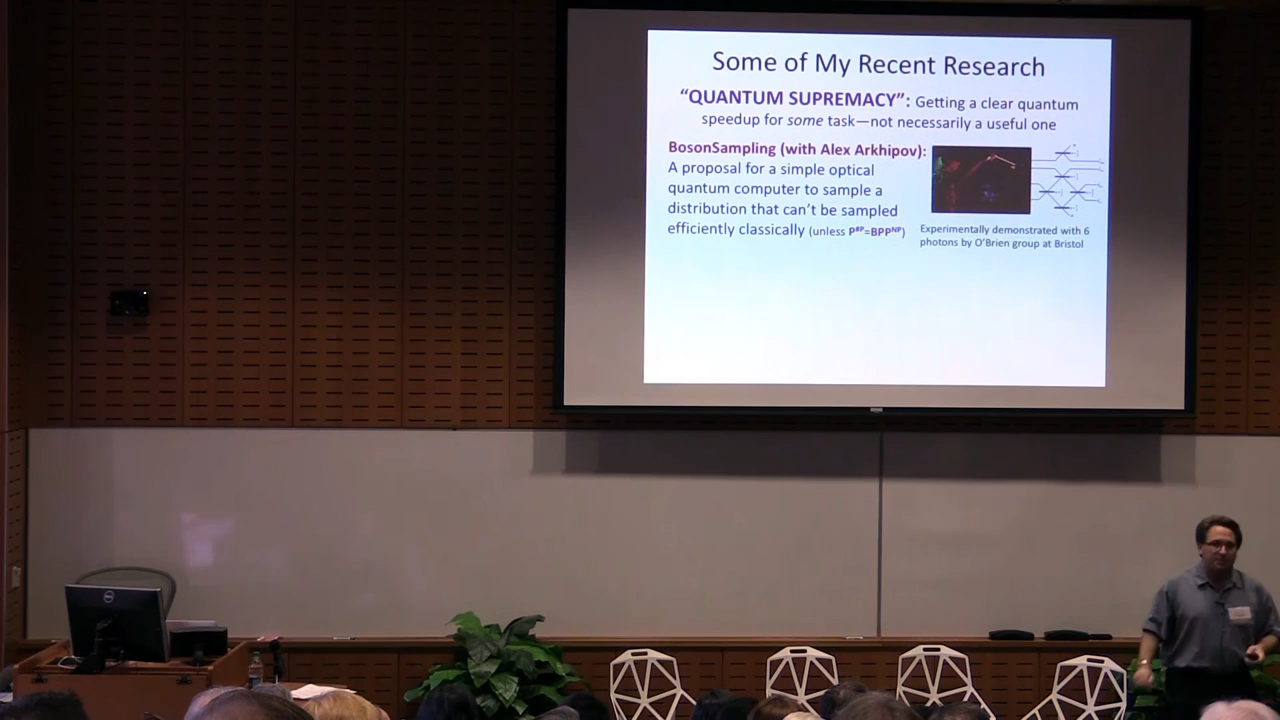 Some of My Recent Research
“QUANTUM SUPREMACY”: Getting a clear quantum
speedup for some task—not necessarily a useful one
BosonSampling (with Alex Arkhipov):
A proposal for a simple optical
quantum computer to sample a
distribution that can’t be sampled
efficiently classically (unless P#P=BPPNP)
Experimentally demonstrated with 6
photons by O’Brien group at Bristol
DELL